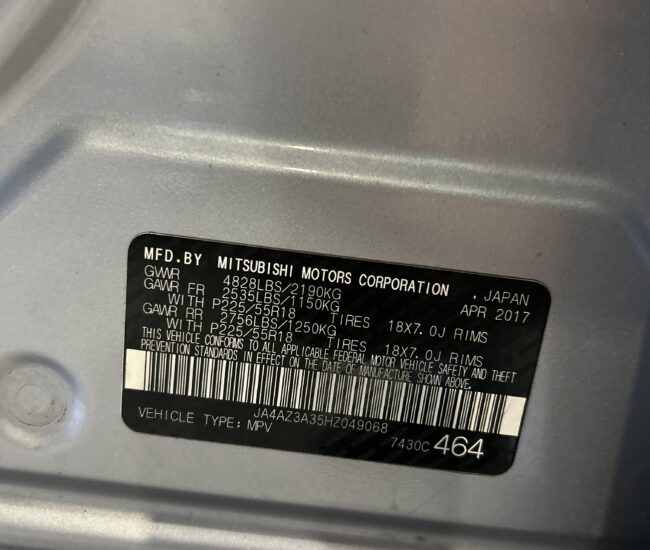 MFD.BY MITSUBISHI MOTORS CORPORATION . JAPAN
GVWR 4828LBS/2190KG APR 2017
GAWR FR 2535LBS/1150KG
WITH P225/55R18 TIRES 18X7.0J RIMS
GAWR RR 2756LBS/1250KG
WITH P225/55R18 TIRES 18X7.0J RIMS
THIS VEHICLE CONFORMS TO ALL APPLICABLE FEDERAL MOTOR VEHICLE SAFETY AND THEFT
PREVENTION STANDARDS IN EFFECT ON THE DATE OF MANUFACTURE SHOWN ABOVE.
JA4AZ3A35HZ049068
VEHICLE TYPE: MPV 7430C 464